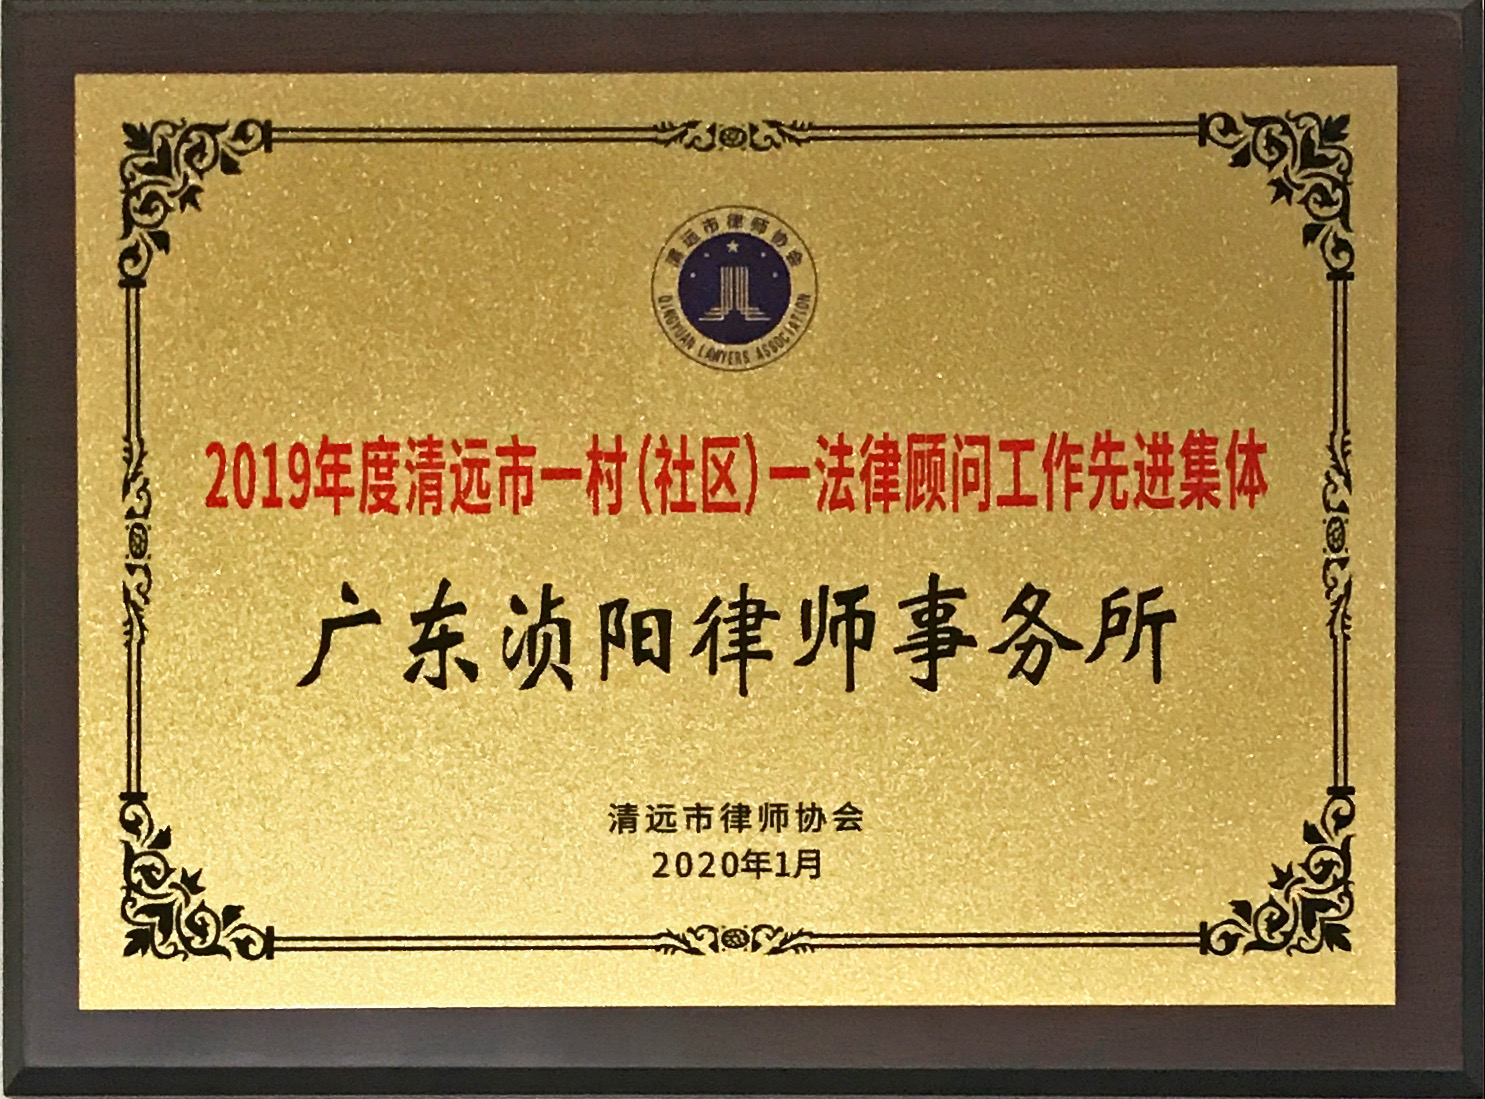 清远市律师协会
QINGYUAN LAWYERS ASSOCIATION
2019年度清远市一村(社区)一法律顾问工作先进集体
广东浈阳律师事务所
清远市律师协会
2020年1月